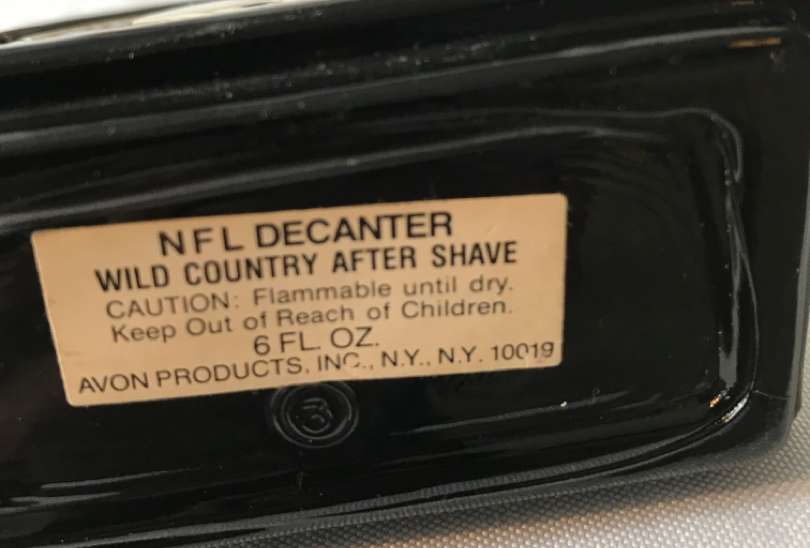 NFL DECANTER
WILD COUNTRY AFTER SHAVE
CAUTION: Flammable until dry.
Keep Out of Reach of Children.
6 FL. OZ.
AVON PRODUCTS, INC., N.Y., N.Y. 10019
3